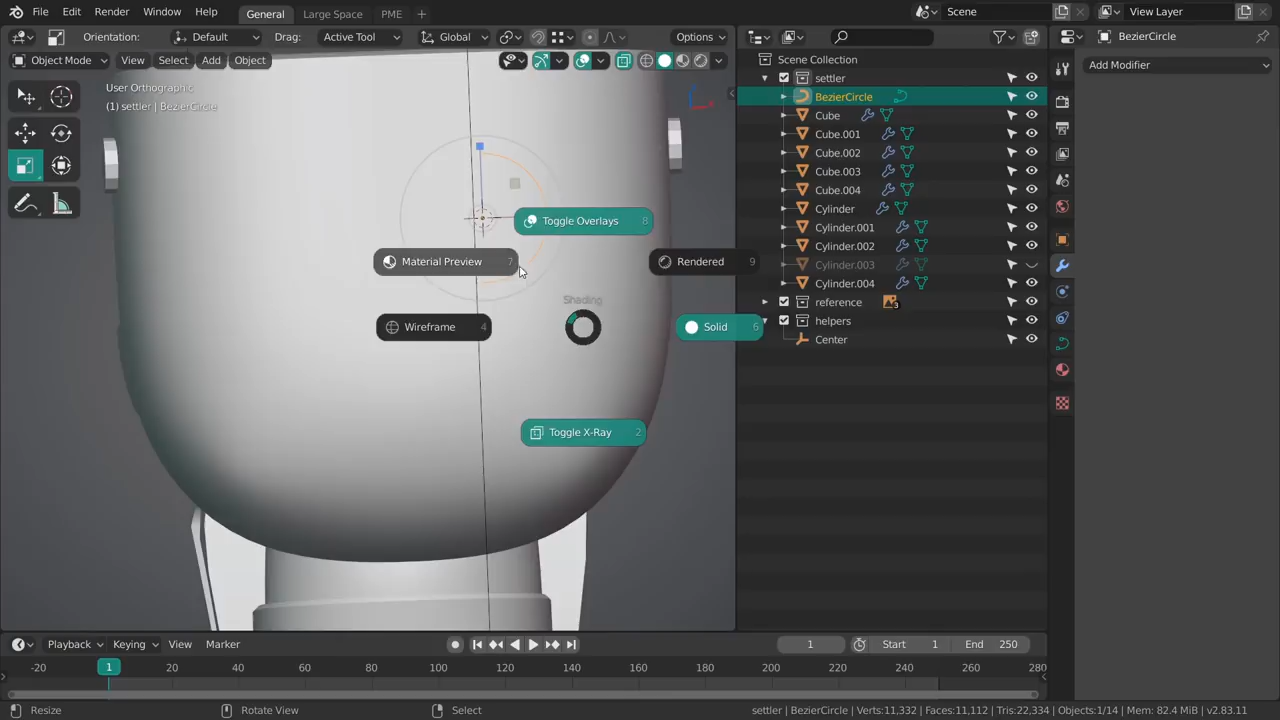 File Edit Render Window Help General Large Space PME + Scene View Layer
Orientation: Default Drag: Active Tool Global Options
Object Mode View Select Add Object
User Orthographic
(1) settler | BezierCircle
Toggle Overlays 8
Material Preview 7
Rendered 9
Shading
Wireframe 4
Solid 6
Toggle X-Ray 2
Scene Collection
settler
BezierCircle
Cube
Cube.001
Cube.002
Cube.003
Cube.004
Cylinder
Cylinder.001
Cylinder.002
Cylinder.003
Cylinder.004
reference 3
helpers
Center
BezierCircle
Add Modifier
Playback Keying View Marker 1 Start 1 End 250
-20 1 20 40 60 80 100 120 140 160 180 200 220 240 260 280
Resize Rotate View Select settler | BezierCircle | Verts:11,332 | Faces:11,112 | Tris:22,334 | Objects:1/14 | Mem: 82.4 MiB | v2.83.11